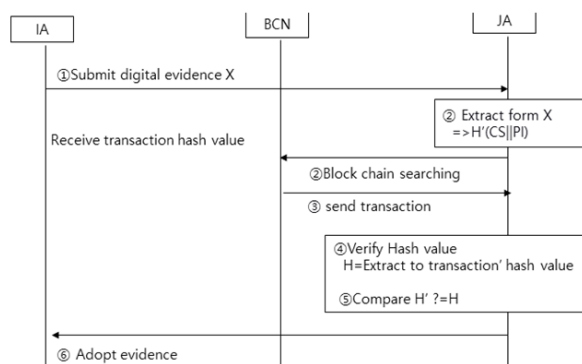 IA
BCN
JA
①Submit digital evidence X
② Extract form X
=>H'(CS||PI)
Receive transaction hash value
②Block chain searching
③ send transaction
④Verify Hash value
H=Extract to transaction' hash value
⑤Compare H' ?=H
⑥ Adopt evidence